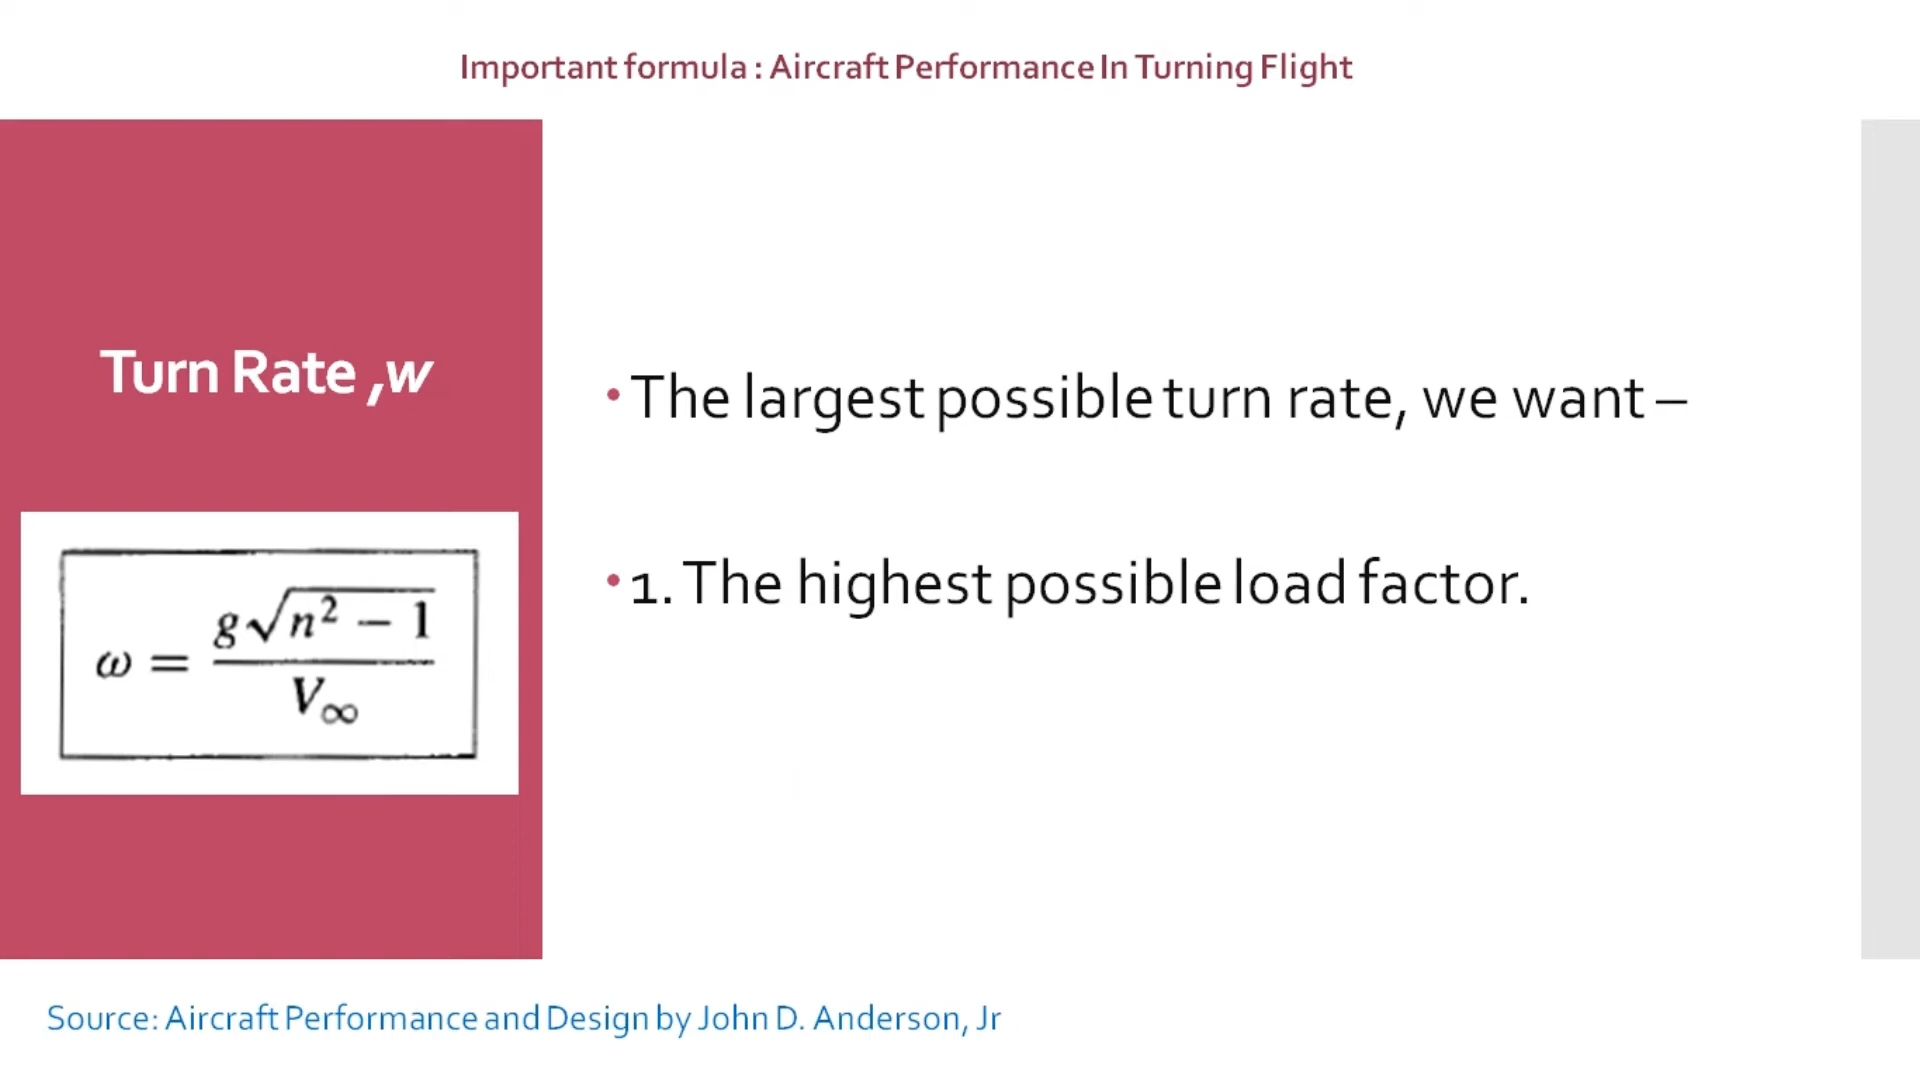 Important formula : Aircraft Performance In Turning Flight
Turn Rate ,w
ω = g√n² − 1 / V∞
• The largest possible turn rate, we want –
• 1. The highest possible load factor.
Source: Aircraft Performance and Design by John D. Anderson, Jr